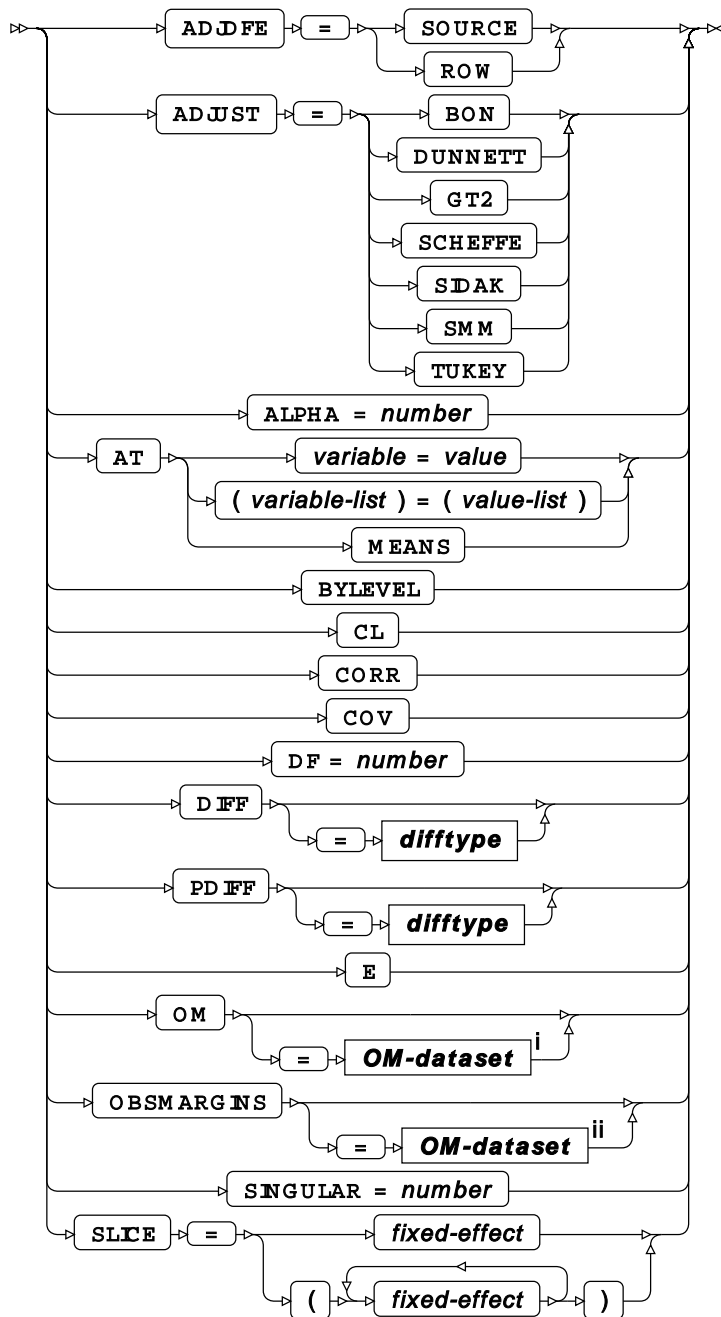 ADJDFE = SOURCE
ROW
ADJUST = BON
DUNNETT
GT2
SCHEFFE
SIDAK
SMM
TUKEY
ALPHA = number
AT variable = value
( variable-list ) = ( value-list )
MEANS
BYLEVEL
CL
CORR
COV
DF = number
DIFF
= difftype
PDIFF
= difftype
E
OM
= OM-dataset i
OBSMARGINS
= OM-dataset ii
SINGULAR = number
SLICE = fixed-effect
( fixed-effect )